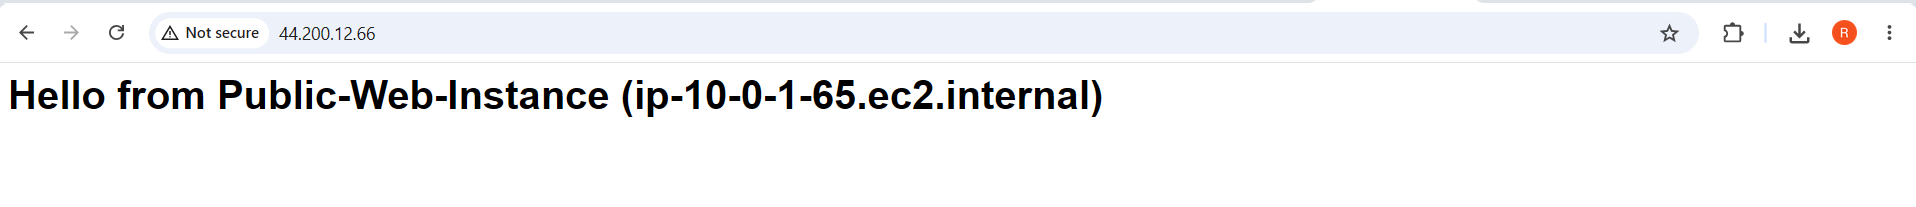 Not secure 44.200.12.66 R
Hello from Public-Web-Instance (ip-10-0-1-65.ec2.internal)